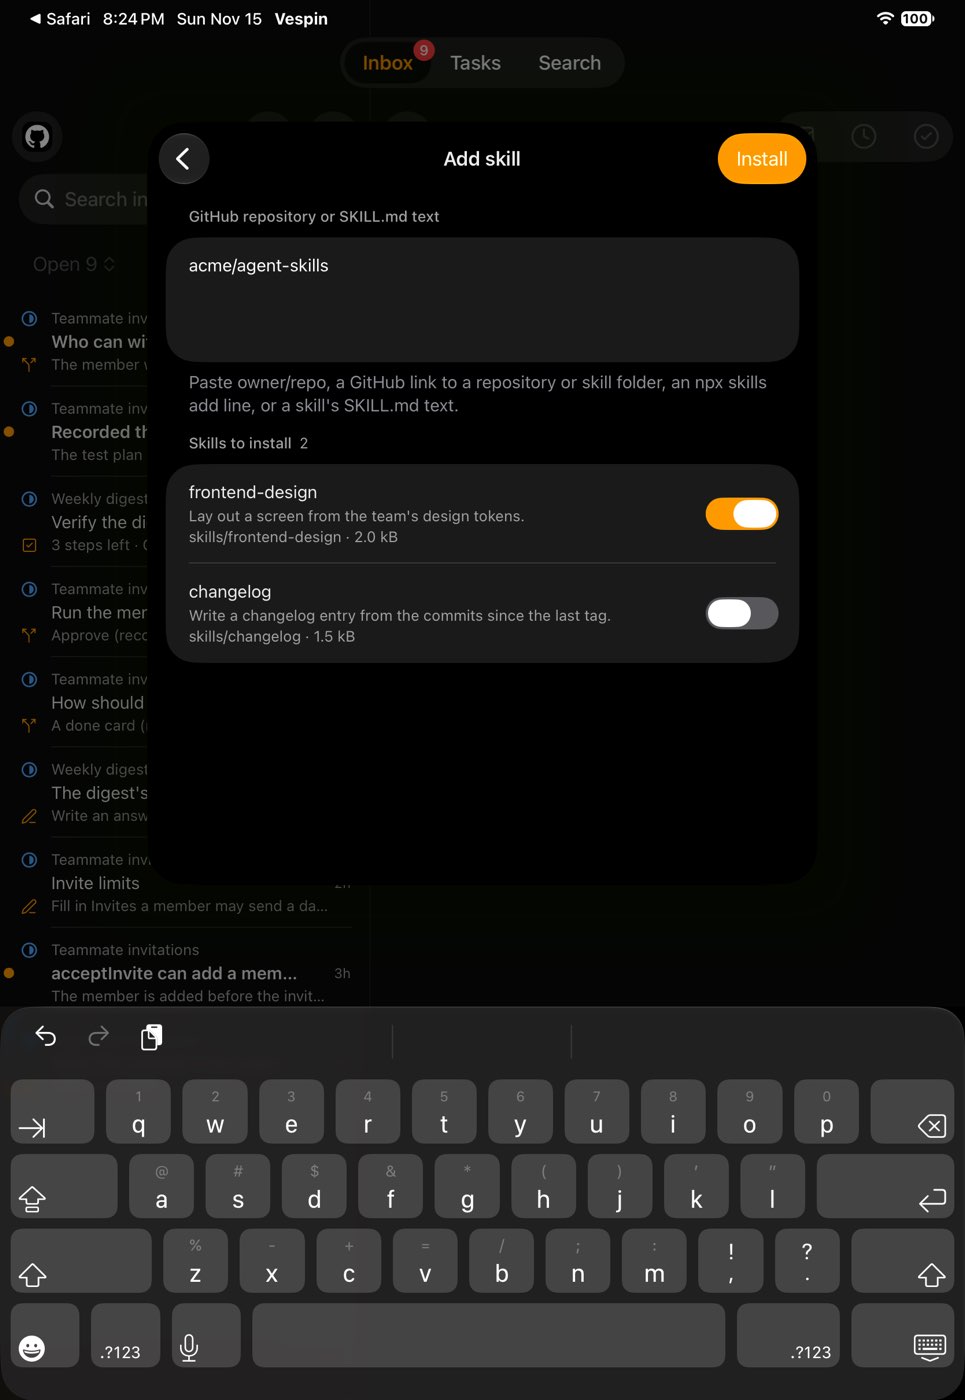 Safari 8:24 PM Sun Nov 15 Vespin
100
Inbox 9 Tasks Search
Add skill
Install
Search in
Open 9
GitHub repository or SKILL.md text
acme/agent-skills
Paste owner/repo, a GitHub link to a repository or skill folder, an npx skills
add line, or a skill's SKILL.md text.
Skills to install 2
frontend-design
Lay out a screen from the team's design tokens.
skills/frontend-design · 2.0 kB
changelog
Write a changelog entry from the commits since the last tag.
skills/changelog · 1.5 kB
Teammate inv
Who can wi
The member
Teammate inv
Recorded th
The test plan
Weekly digest
Verify the di
3 steps left ·
Teammate inv
Run the mer
Approve (reco
Teammate inv
How should
A done card (
Weekly digest
The digest's
Write an answ
Teammate inv
Invite limits
Fill in Invites a member may send a da...
Teammate invitations
acceptInvite can add a mem... 3h
The member is added before the invit...
1 2 3 4 5 6 7 8 9 0
q w e r t y u i o p
@ # $ & * ( ) ' "
a s d f g h j k l
% - + = / ; : ! ?
z x c v b n m , .
.?123 .?123